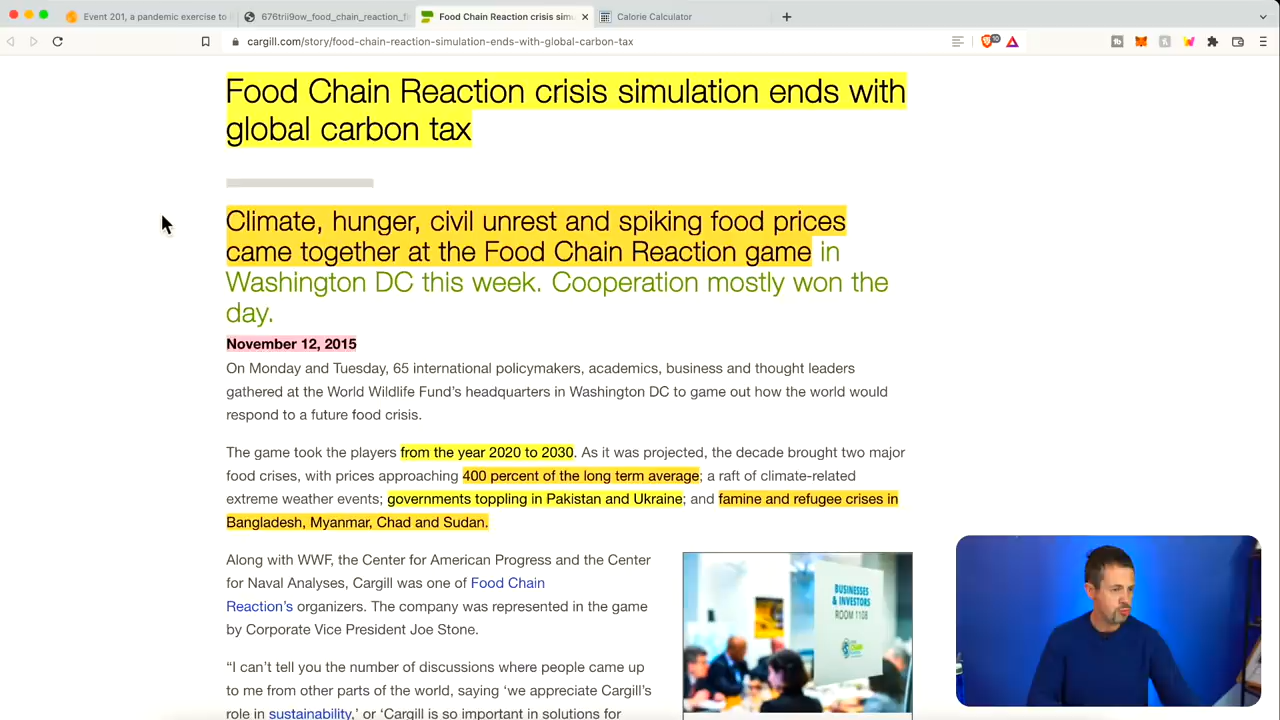 Event 201, a pandemic exercise to
676trii9ow_food_chain_reaction_f
Food Chain Reaction crisis sim
Calorie Calculator
cargill.com/story/food-chain-reaction-simulation-ends-with-global-carbon-tax
Food Chain Reaction crisis simulation ends with
global carbon tax
Climate, hunger, civil unrest and spiking food prices
came together at the Food Chain Reaction game in
Washington DC this week. Cooperation mostly won the
day.
November 12, 2015
On Monday and Tuesday, 65 international policymakers, academics, business and thought leaders
gathered at the World Wildlife Fund's headquarters in Washington DC to game out how the world would
respond to a future food crisis.
The game took the players from the year 2020 to 2030. As it was projected, the decade brought two major
food crises, with prices approaching 400 percent of the long term average; a raft of climate-related
extreme weather events; governments toppling in Pakistan and Ukraine; and famine and refugee crises in
Bangladesh, Myanmar, Chad and Sudan.
Along with WWF, the Center for American Progress and the Center
for Naval Analyses, Cargill was one of Food Chain
Reaction's organizers. The company was represented in the game
by Corporate Vice President Joe Stone.
"I can't tell you the number of discussions where people came up
to me from other parts of the world, saying 'we appreciate Cargill's
role in sustainability,' or 'Cargill is so important in solutions for
BUSINESSES
& INVESTORS
ROOM 110B